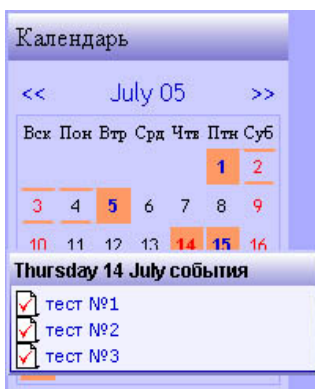 Календарь
<< July 05 >>
Вск Пон Втр Срд Чтв Птн Суб
1 2
3 4 5 6 7 8 9
10 11 12 13 14 15 16
Thursday 14 July события
тест №1
тест №2
тест №3